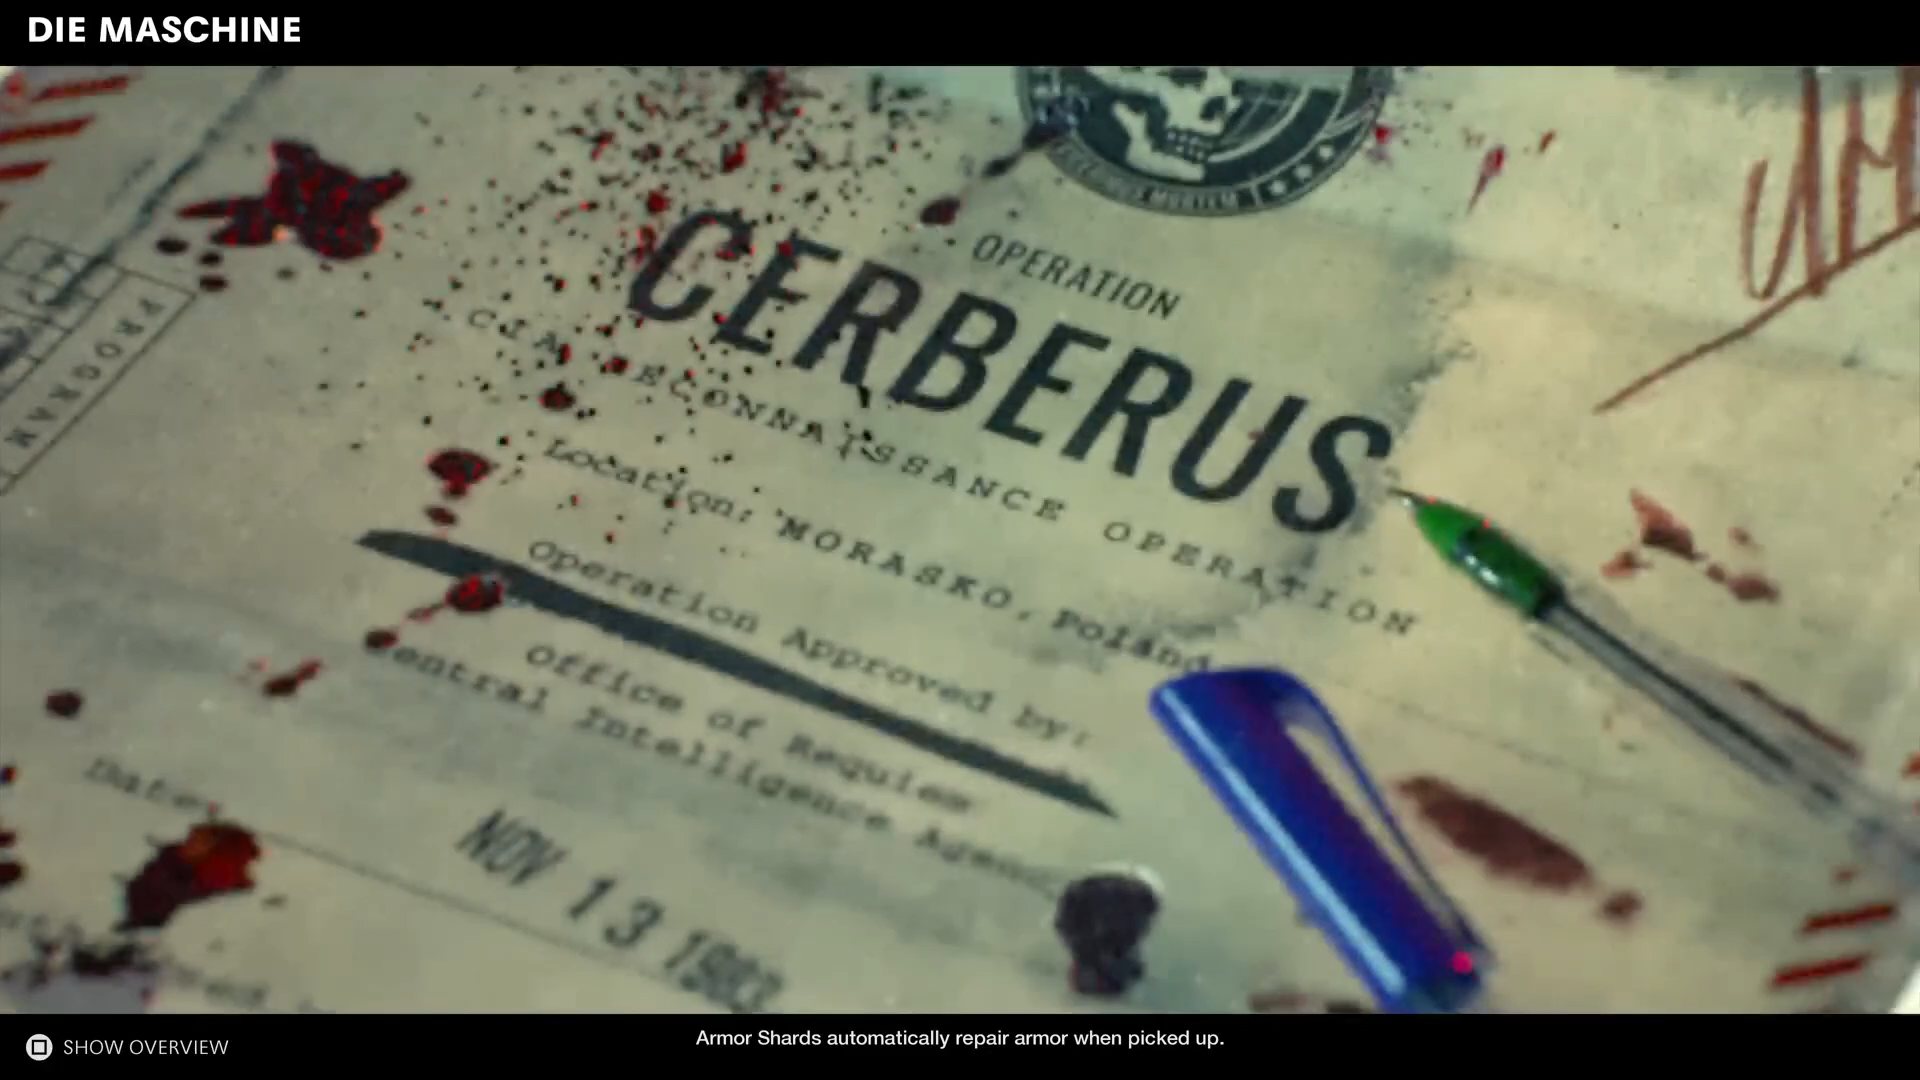 DIE MASCHINE
OPERATION
CERBERUS
CIA RECONNAISSANCE OPERATION
Location: MORASKO, Poland
Operation Approved by:
Office of Requiem
Central Intelligence Agency
Date:
NOV 13 1983
PROGRAM
SHOW OVERVIEW
Armor Shards automatically repair armor when picked up.